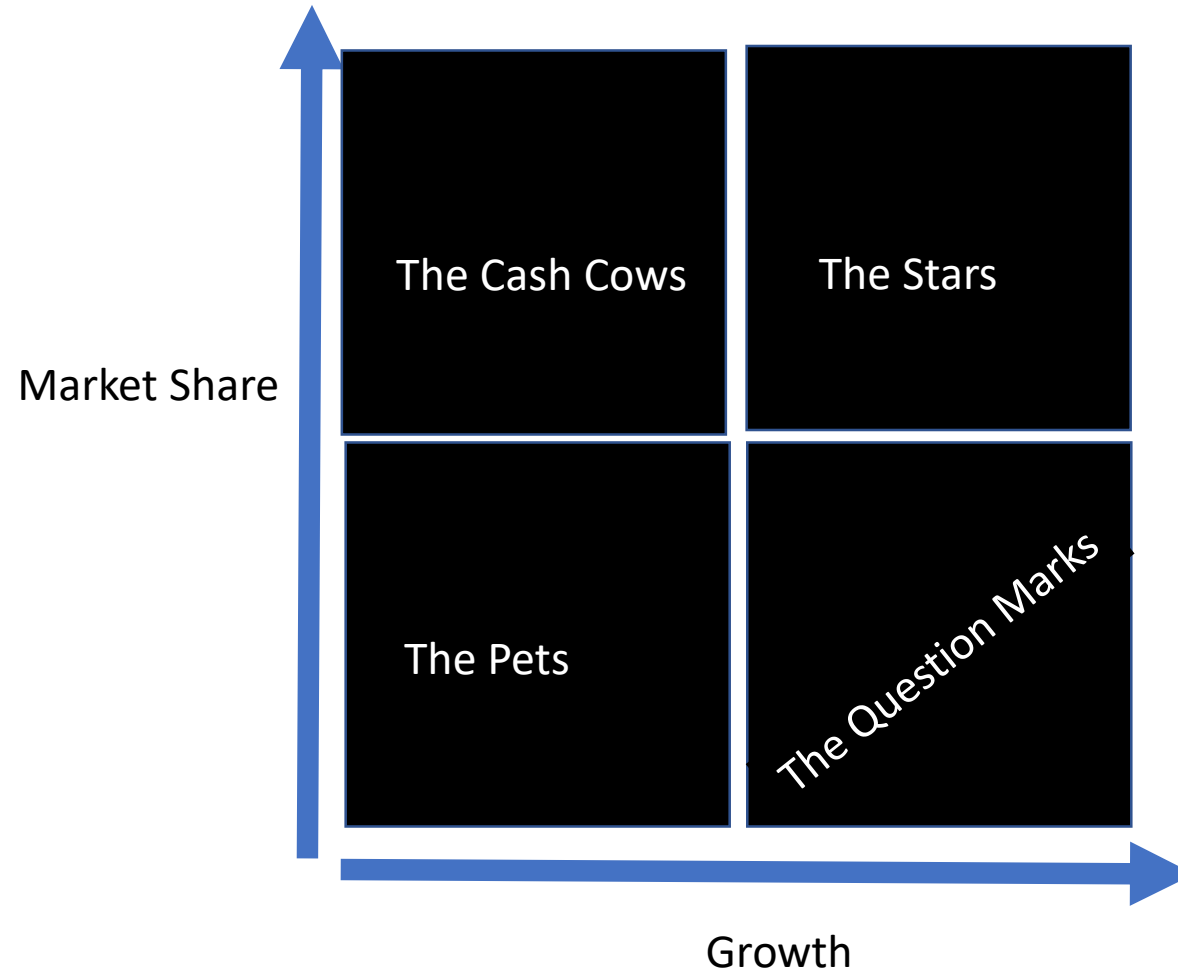 The Cash Cows
The Stars
Market Share
The Pets
The Question Marks
Growth